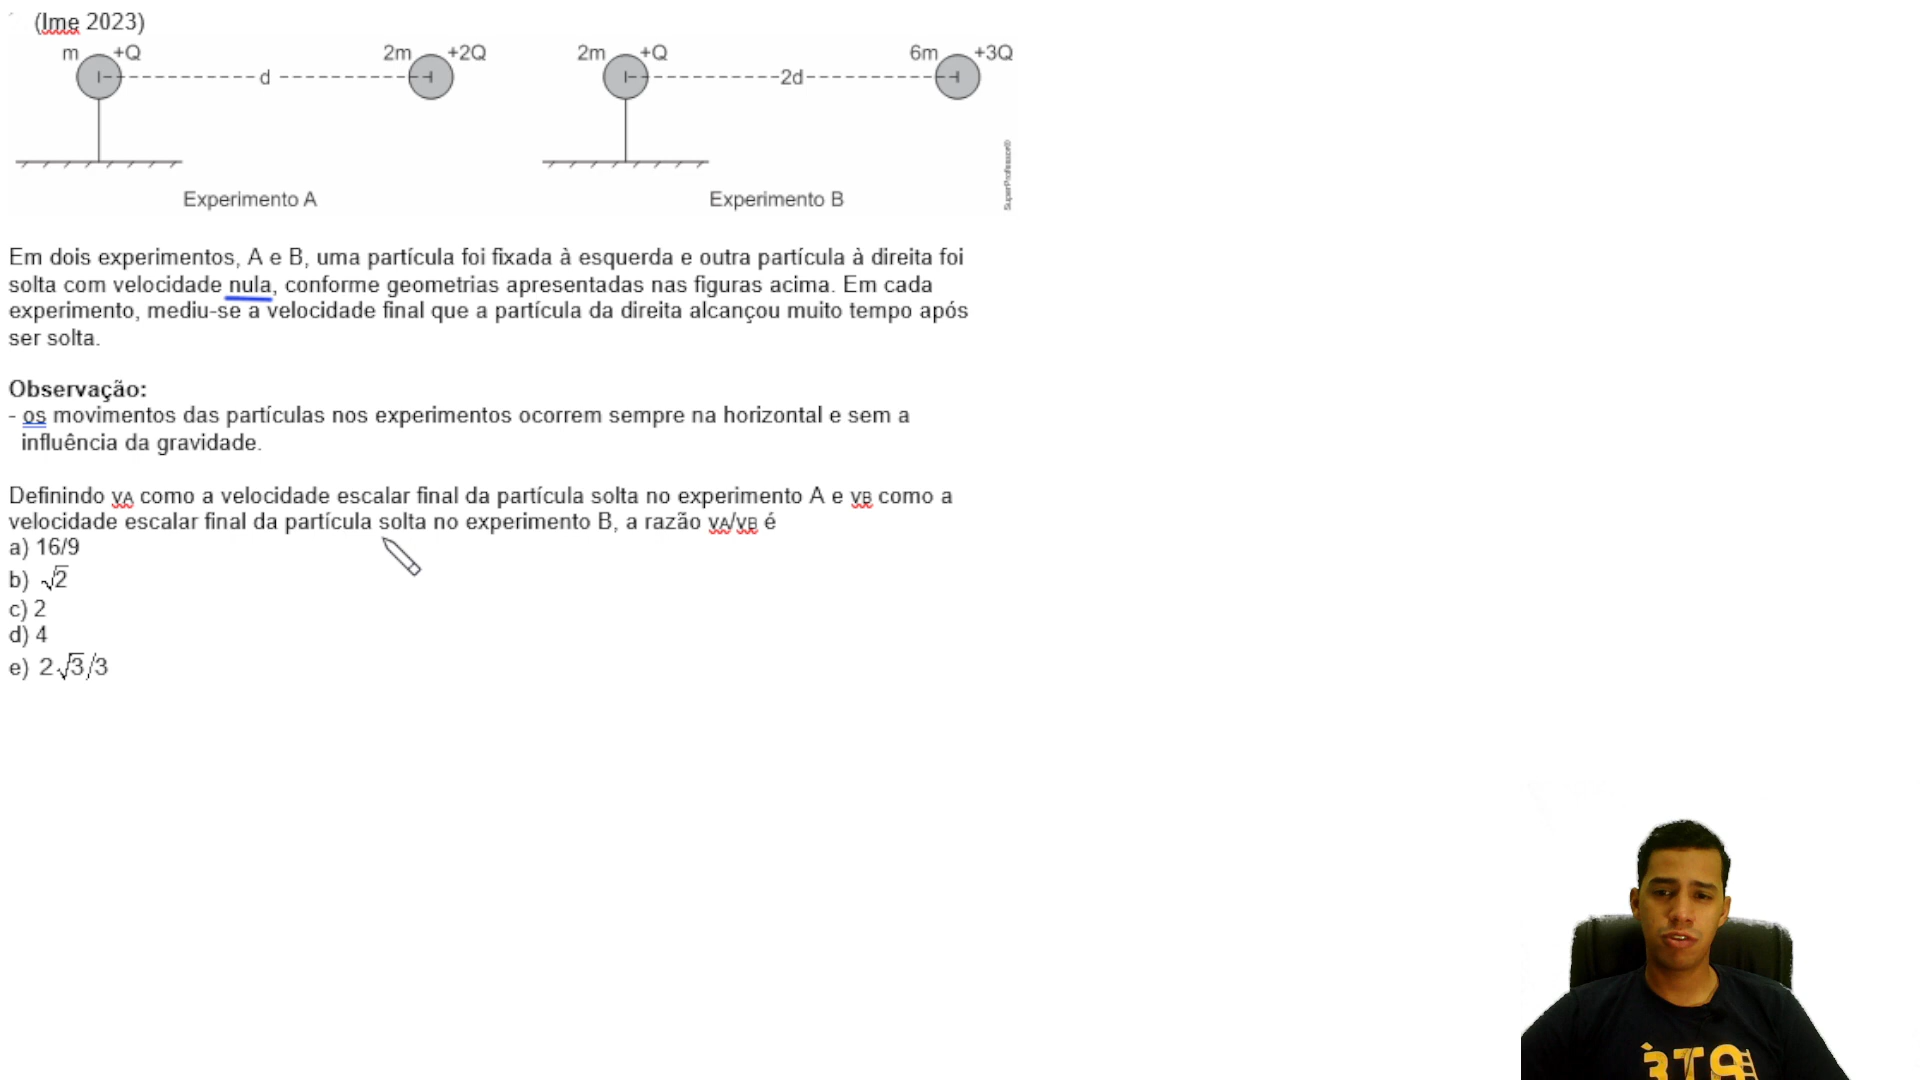 (Ime 2023)
m +Q 2m +2Q 2m +Q 6m +3Q
d 2d
Experimento A Experimento B
SuperProfessor®
Em dois experimentos, A e B, uma partícula foi fixada à esquerda e outra partícula à direita foi
solta com velocidade nula, conforme geometrias apresentadas nas figuras acima. Em cada
experimento, mediu-se a velocidade final que a partícula da direita alcançou muito tempo após
ser solta.
Observação:
- os movimentos das partículas nos experimentos ocorrem sempre na horizontal e sem a
influência da gravidade.
Definindo vA como a velocidade escalar final da partícula solta no experimento A e vB como a
velocidade escalar final da partícula solta no experimento B, a razão vA/vB é
a) 16/9
b) √2
c) 2
d) 4
e) 2√3/3